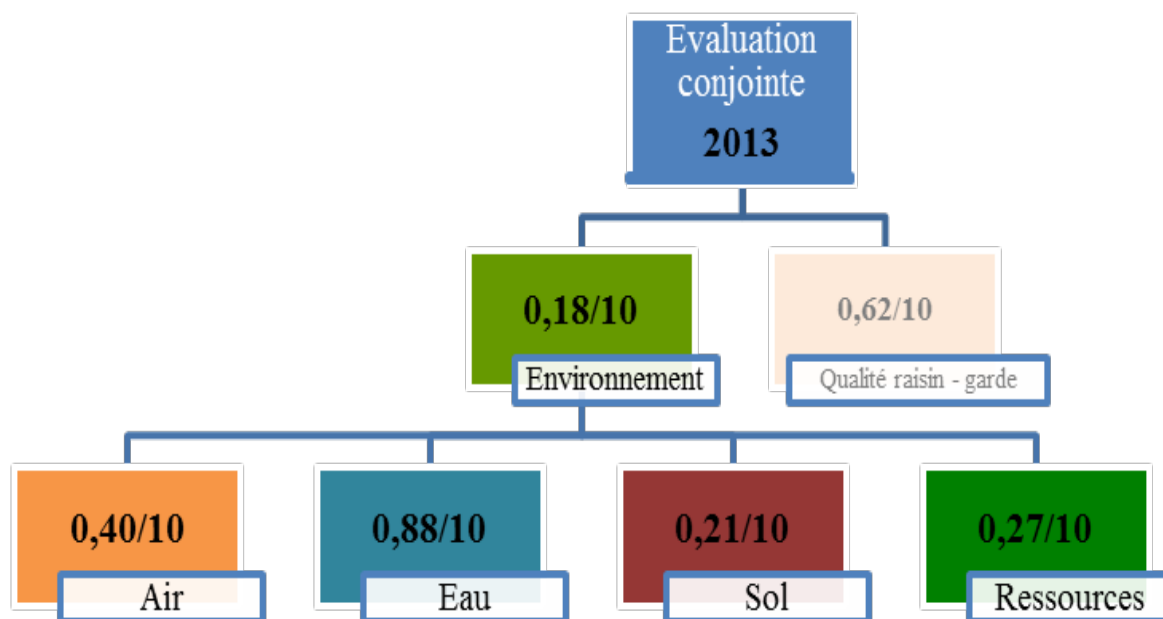 Evaluation
conjointe
2013
0,18/10
Environnement
0,62/10
Qualité raisin - garde
0,40/10
Air
0,88/10
Eau
0,21/10
Sol
0,27/10
Ressources